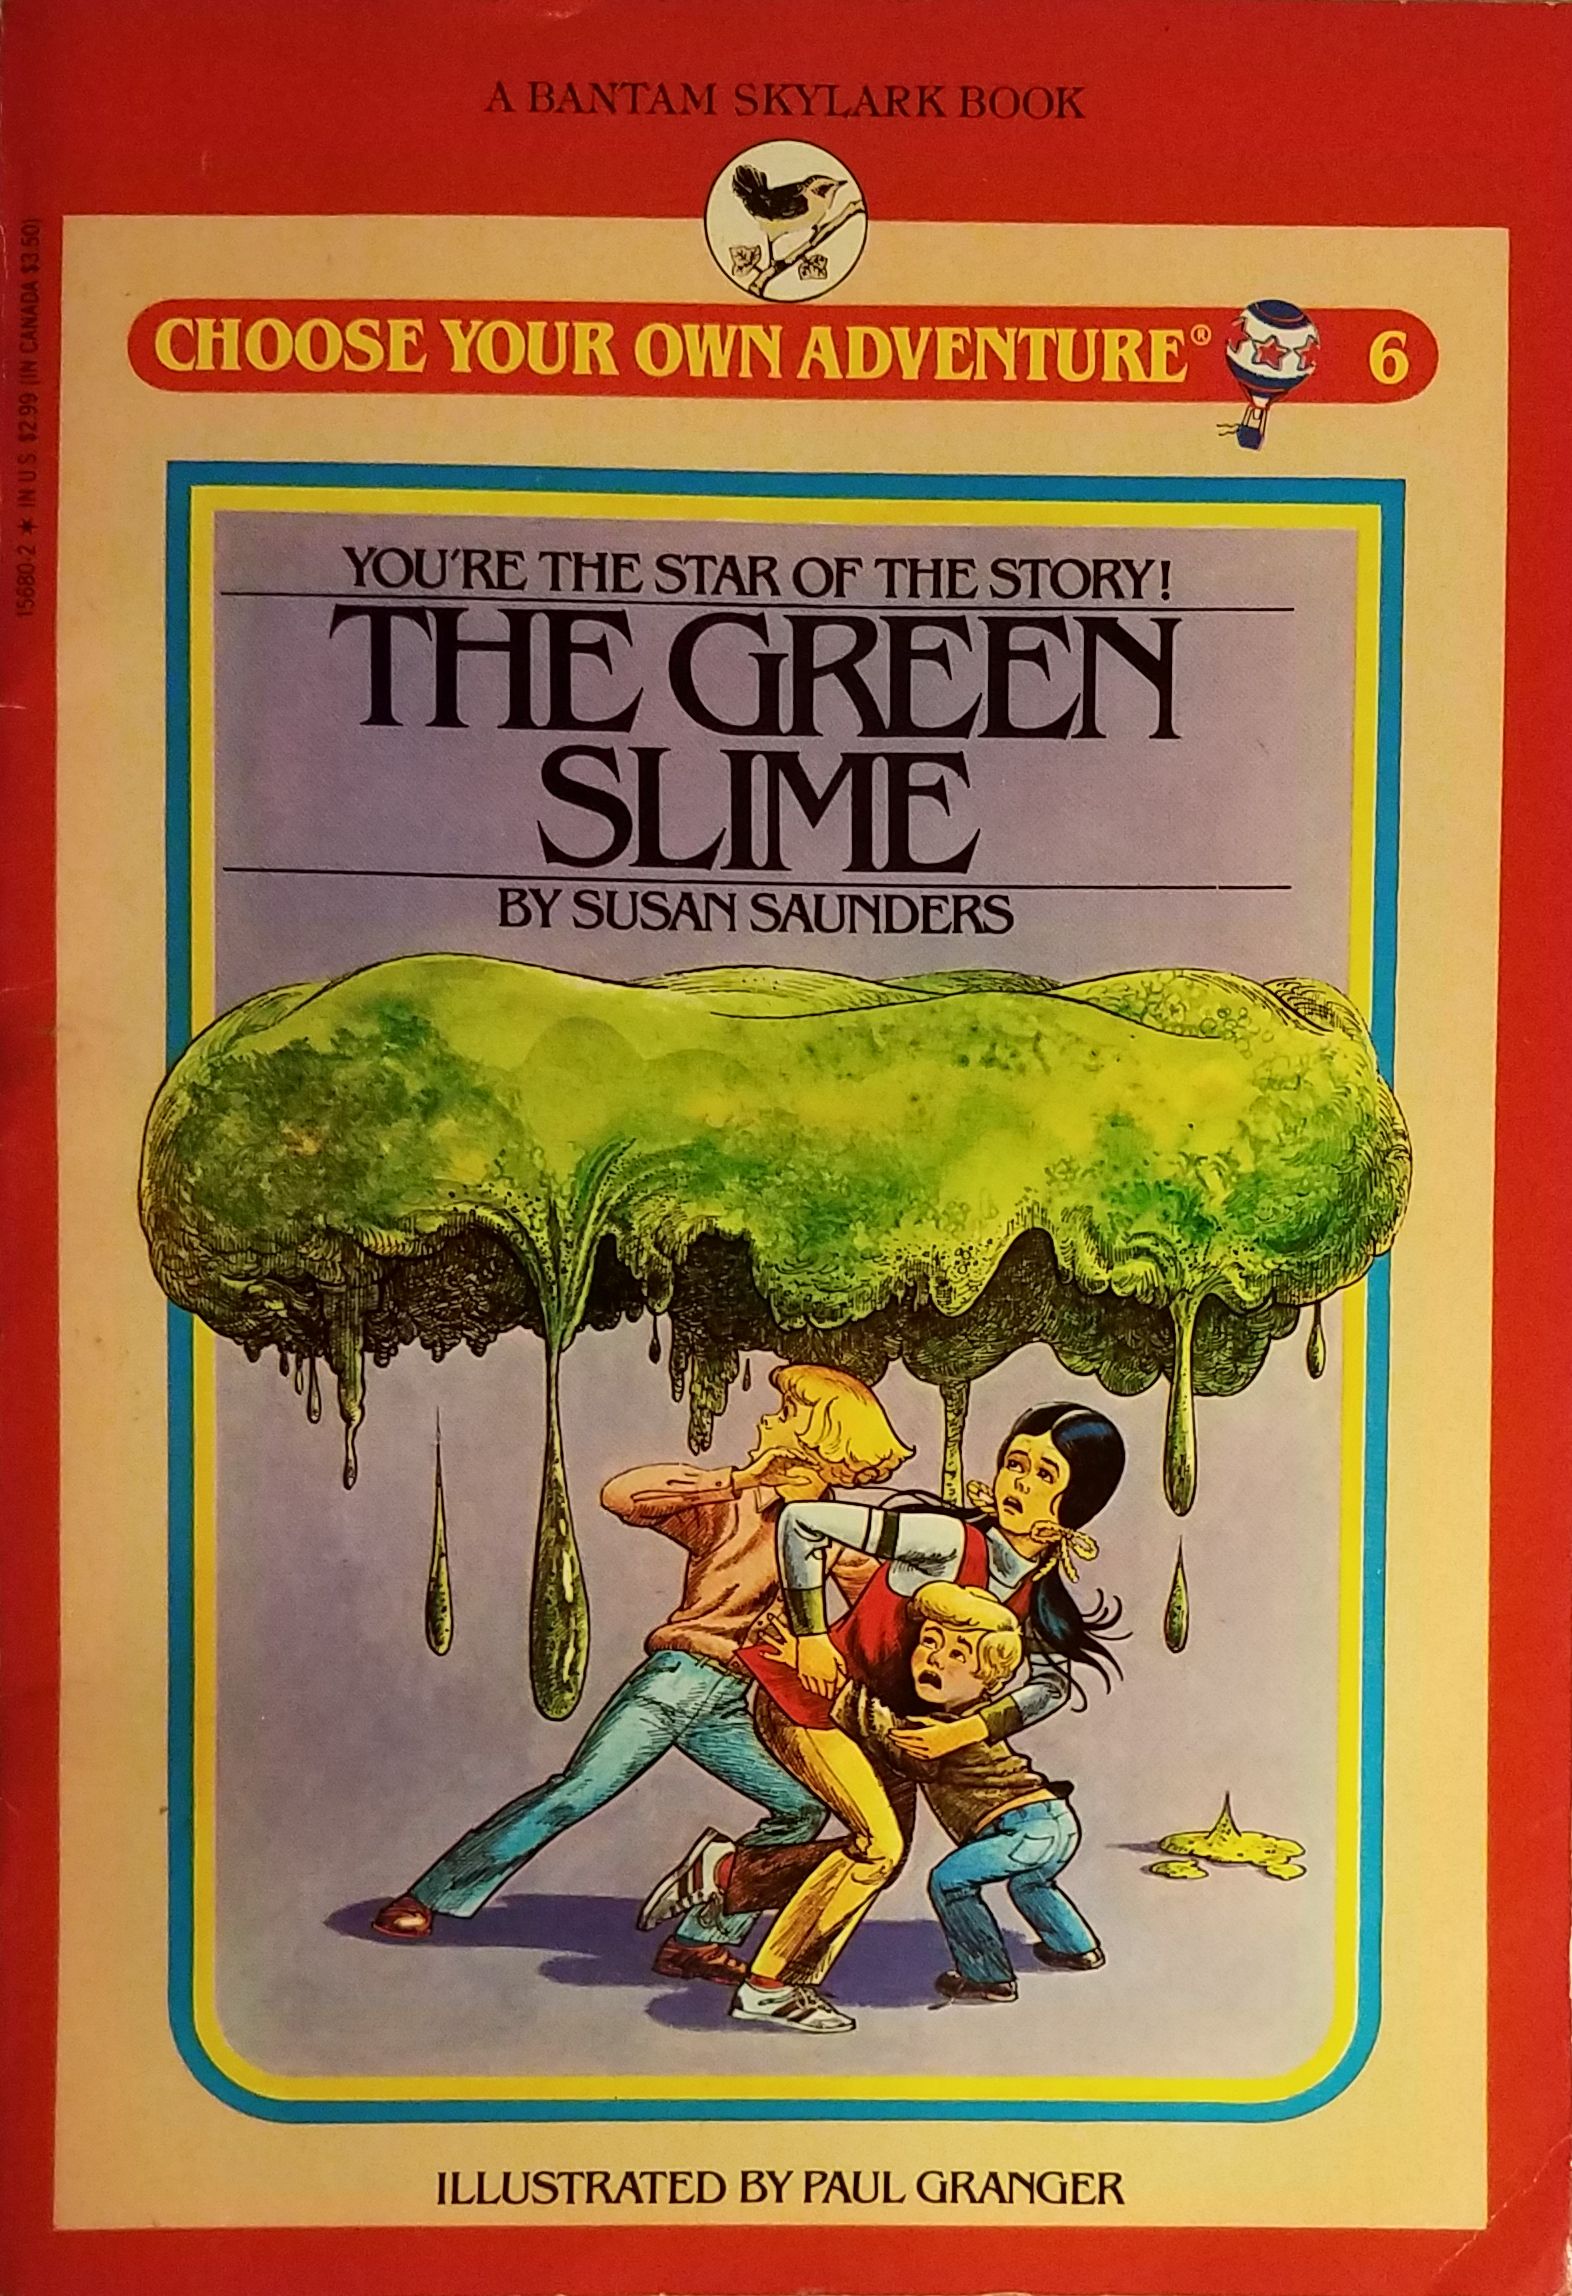 A BANTAM SKYLARK BOOK
CHOOSE YOUR OWN ADVENTURE® 6
15680-2 * IN U.S. $2.99 (IN CANADA $3.50)
YOU'RE THE STAR OF THE STORY!
THE GREEN
SLIME
BY SUSAN SAUNDERS
ILLUSTRATED BY PAUL GRANGER